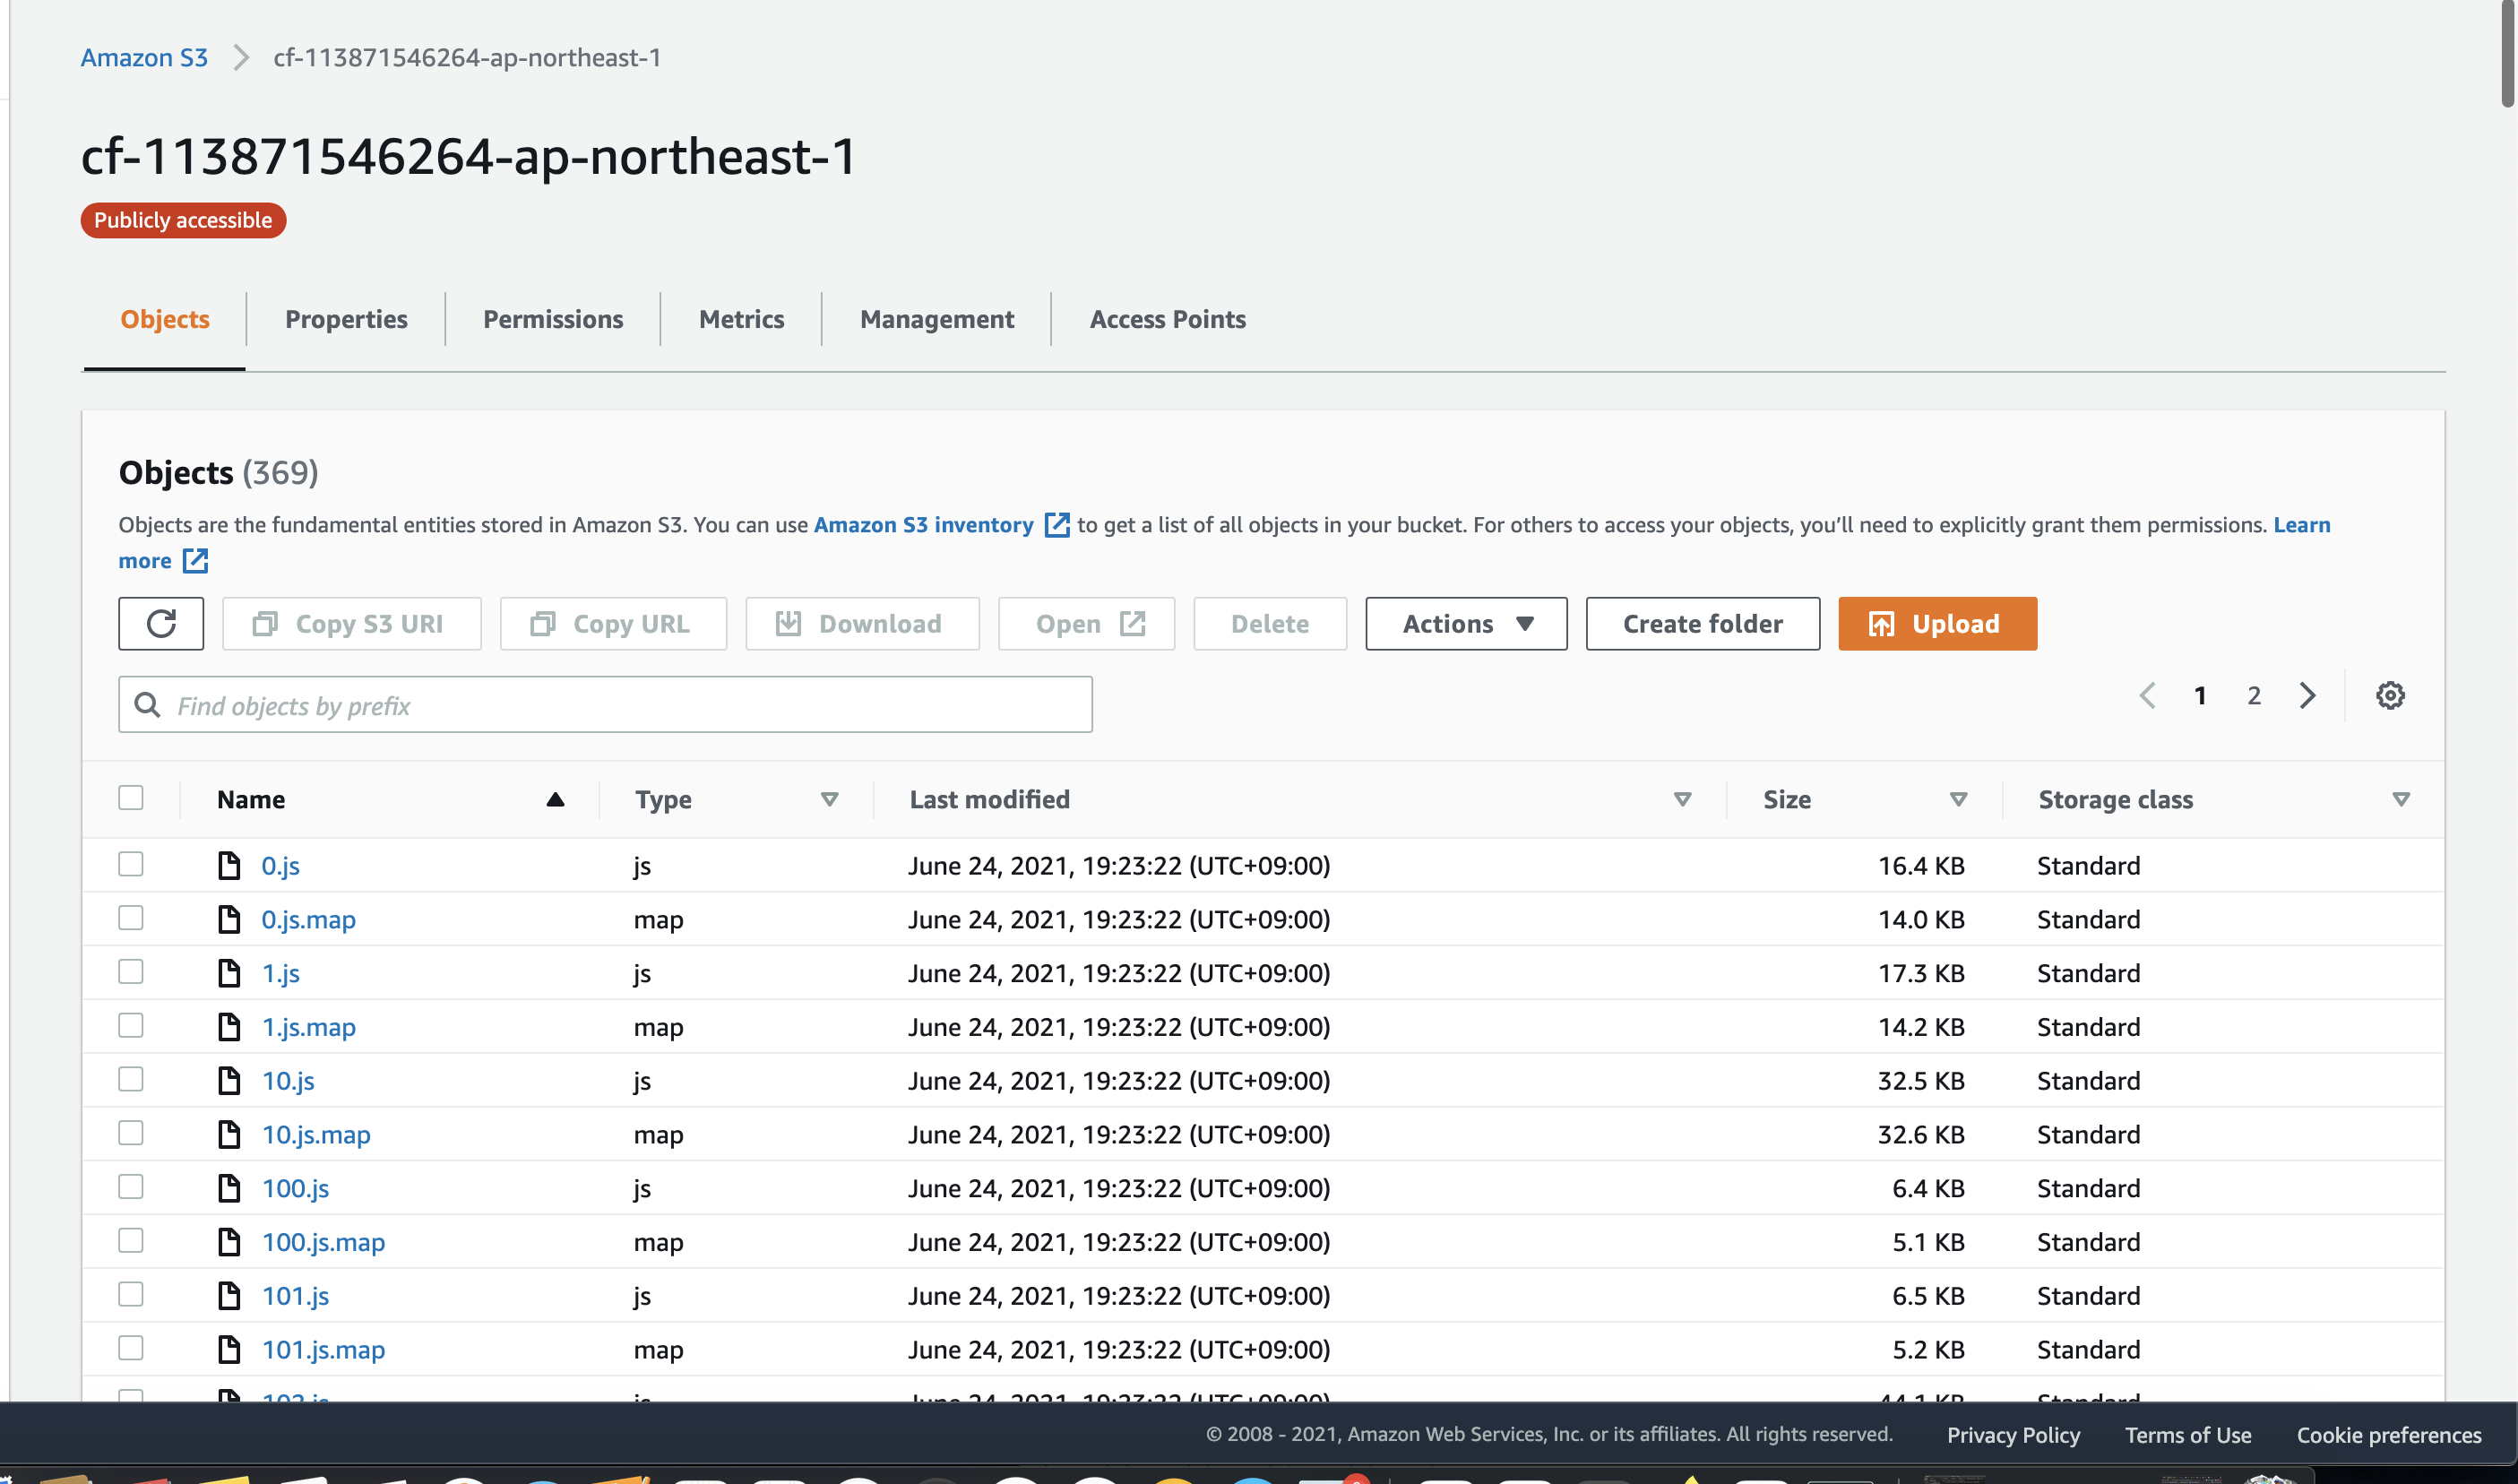 Amazon S3 > cf-113871546264-ap-northeast-1
cf-113871546264-ap-northeast-1
Publicly accessible
Objects Properties Permissions Metrics Management Access Points
Objects (369)
Objects are the fundamental entities stored in Amazon S3. You can use Amazon S3 inventory to get a list of all objects in your bucket. For others to access your objects, you’ll need to explicitly grant them permissions. Learn
more
Copy S3 URI Copy URL Download Open Delete Actions Create folder Upload
Find objects by prefix 1 2
Name Type Last modified Size Storage class
0.js js June 24, 2021, 19:23:22 (UTC+09:00) 16.4 KB Standard
0.js.map map June 24, 2021, 19:23:22 (UTC+09:00) 14.0 KB Standard
1.js js June 24, 2021, 19:23:22 (UTC+09:00) 17.3 KB Standard
1.js.map map June 24, 2021, 19:23:22 (UTC+09:00) 14.2 KB Standard
10.js js June 24, 2021, 19:23:22 (UTC+09:00) 32.5 KB Standard
10.js.map map June 24, 2021, 19:23:22 (UTC+09:00) 32.6 KB Standard
100.js js June 24, 2021, 19:23:22 (UTC+09:00) 6.4 KB Standard
100.js.map map June 24, 2021, 19:23:22 (UTC+09:00) 5.1 KB Standard
101.js js June 24, 2021, 19:23:22 (UTC+09:00) 6.5 KB Standard
101.js.map map June 24, 2021, 19:23:22 (UTC+09:00) 5.2 KB Standard
© 2008 - 2021, Amazon Web Services, Inc. or its affiliates. All rights reserved. Privacy Policy Terms of Use Cookie preferences